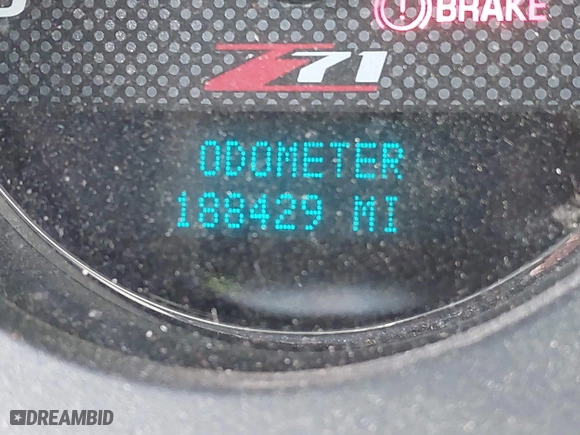 BRAKE
Z71
ODOMETER
188429 MI
DREAMBID